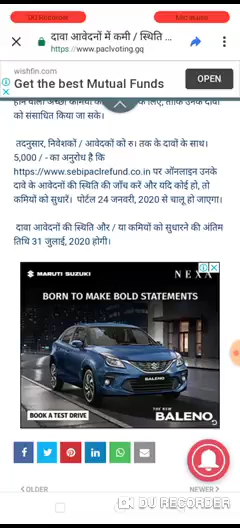 DU Recorder
दावा आवेदनों में कमी / स्थिति ...
https://www.paclvoting.gq
wishfin.com
Get the best Mutual Funds
OPEN
को संसाधित किया जा सके।
तदनुसार, निवेशकों / आवेदकों को रु। तक के दावों के साथ।
5,000 / - का अनुरोध है कि
https://www.sebipaclrefund.co.in पर ऑनलाइन उनके
दावे के आवेदनों की स्थिति की जाँच करें और यदि कोई हो, तो
कमियों को सुधारें। पोर्टल 24 जनवरी, 2020 से चालू हो जाएगा।
दावा आवेदनों की स्थिति और / या कमियों को सुधारने की अंतिम
तिथि 31 जुलाई, 2020 होगी।
MARUTI SUZUKI
NEXA
BORN TO MAKE BOLD STATEMENTS
BALENO
BOOK A TEST DRIVE
THE NEW
BALENO
< OLDER
NEWER >
DU RECORDER